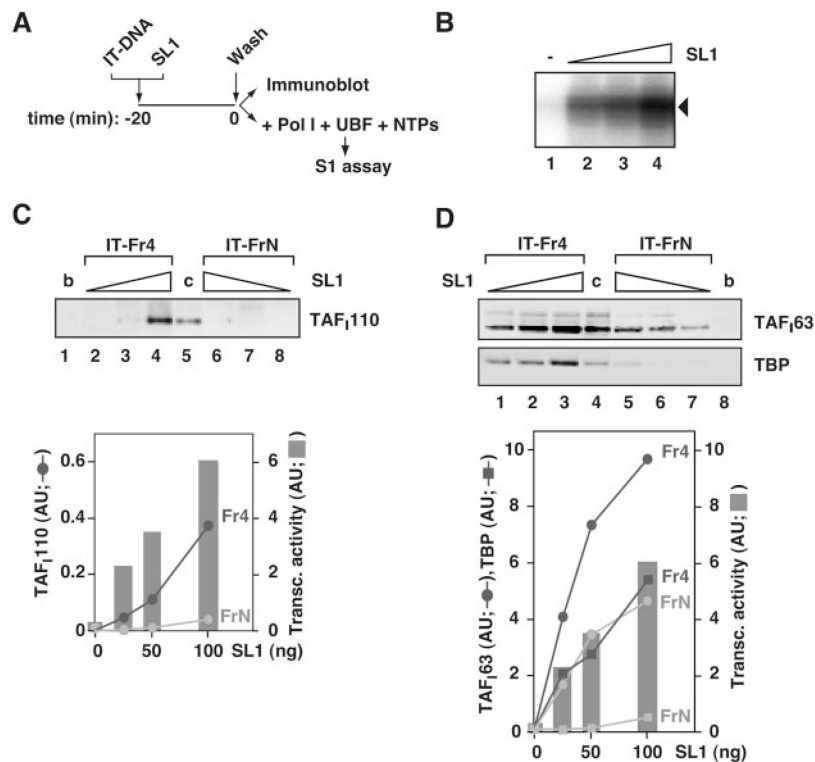 A
IT-DNA
SL1
Wash
Immunoblot
time (min): -20 0
+ Pol I + UBF + NTPs
S1 assay
B
- SL1
1 2 3 4
C
IT-Fr4 IT-FrN
b c SL1
TAFI110
1 2 3 4 5 6 7 8
TAFI110 (AU; )
0.6
0.4
0.2
0
6
4
2
0
Transc. activity (AU; )
Fr4
FrN
0 50 100 SL1 (ng)
D
IT-Fr4 IT-FrN
SL1 c b
TAFI63
TBP
1 2 3 4 5 6 7 8
TAFI63 (AU; ), TBP (AU; )
10
8
6
4
2
0
10
8
6
4
2
0
Transc. activity (AU; )
Fr4
Fr4
FrN
FrN
0 50 100 SL1 (ng)